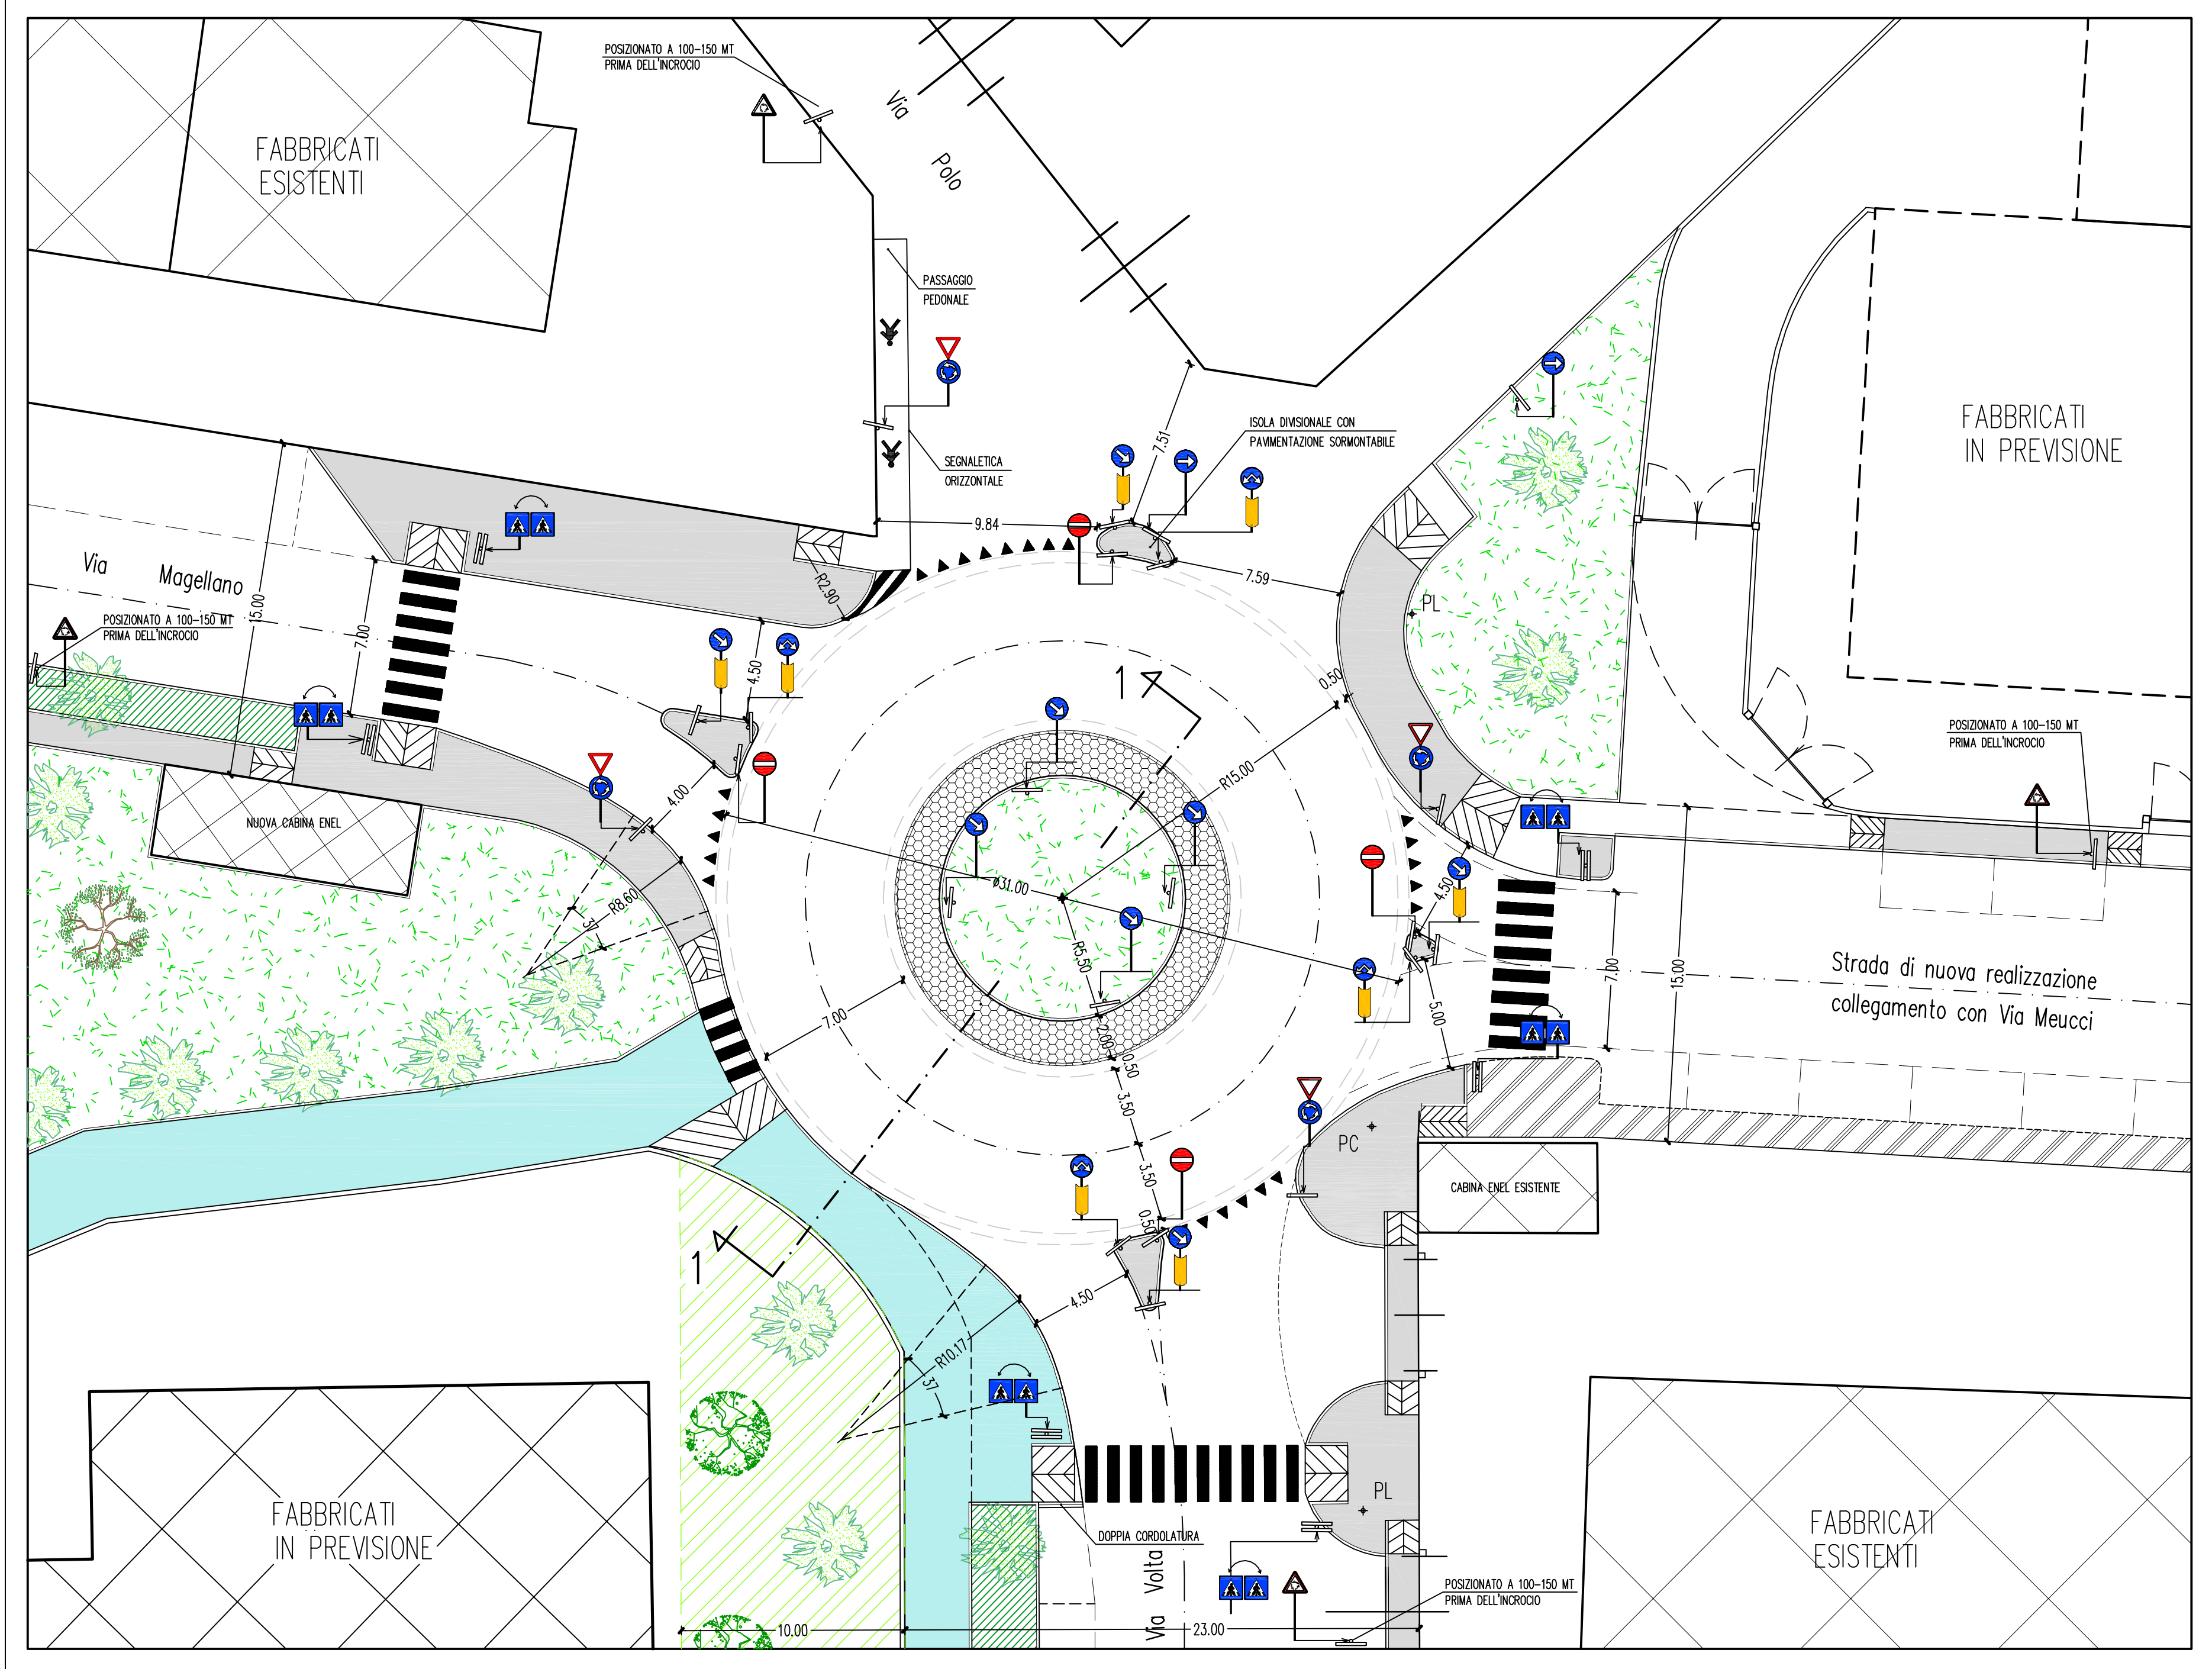 POSIZIONATO A 100-150 MT
PRIMA DELL'INCROCIO
Via
Polo
FABBRICATI
ESISTENTI
PASSAGGIO
PEDONALE
SEGNALETICA
ORIZZONTALE
ISOLA DIVISIONALE CON
PAVIMENTAZIONE SORMONTABILE
7.51
9.84
7.59
FABBRICATI
IN PREVISIONE
Via Magellano
POSIZIONATO A 100-150 MT
PRIMA DELL'INCROCIO
15.00
7.00
R2.90
4.50
PL
0.50
1
R15.00
POSIZIONATO A 100-150 MT
PRIMA DELL'INCROCIO
NUOVA CABINA ENEL
4.00
R8.60
37
Ø31.00
R5.50
4.50
5.00
7.00
15.00
Strada di nuova realizzazione
collegamento con Via Meucci
7.00
2.00
0.50
3.50
3.50
0.50
PC
CABINA ENEL ESISTENTE
1
4.50
R10.17
37
PL
FABBRICATI
IN PREVISIONE
DOPPIA CORDOLATURA
Via Volta
FABBRICATI
ESISTENTI
POSIZIONATO A 100-150 MT
PRIMA DELL'INCROCIO
10.00
23.00